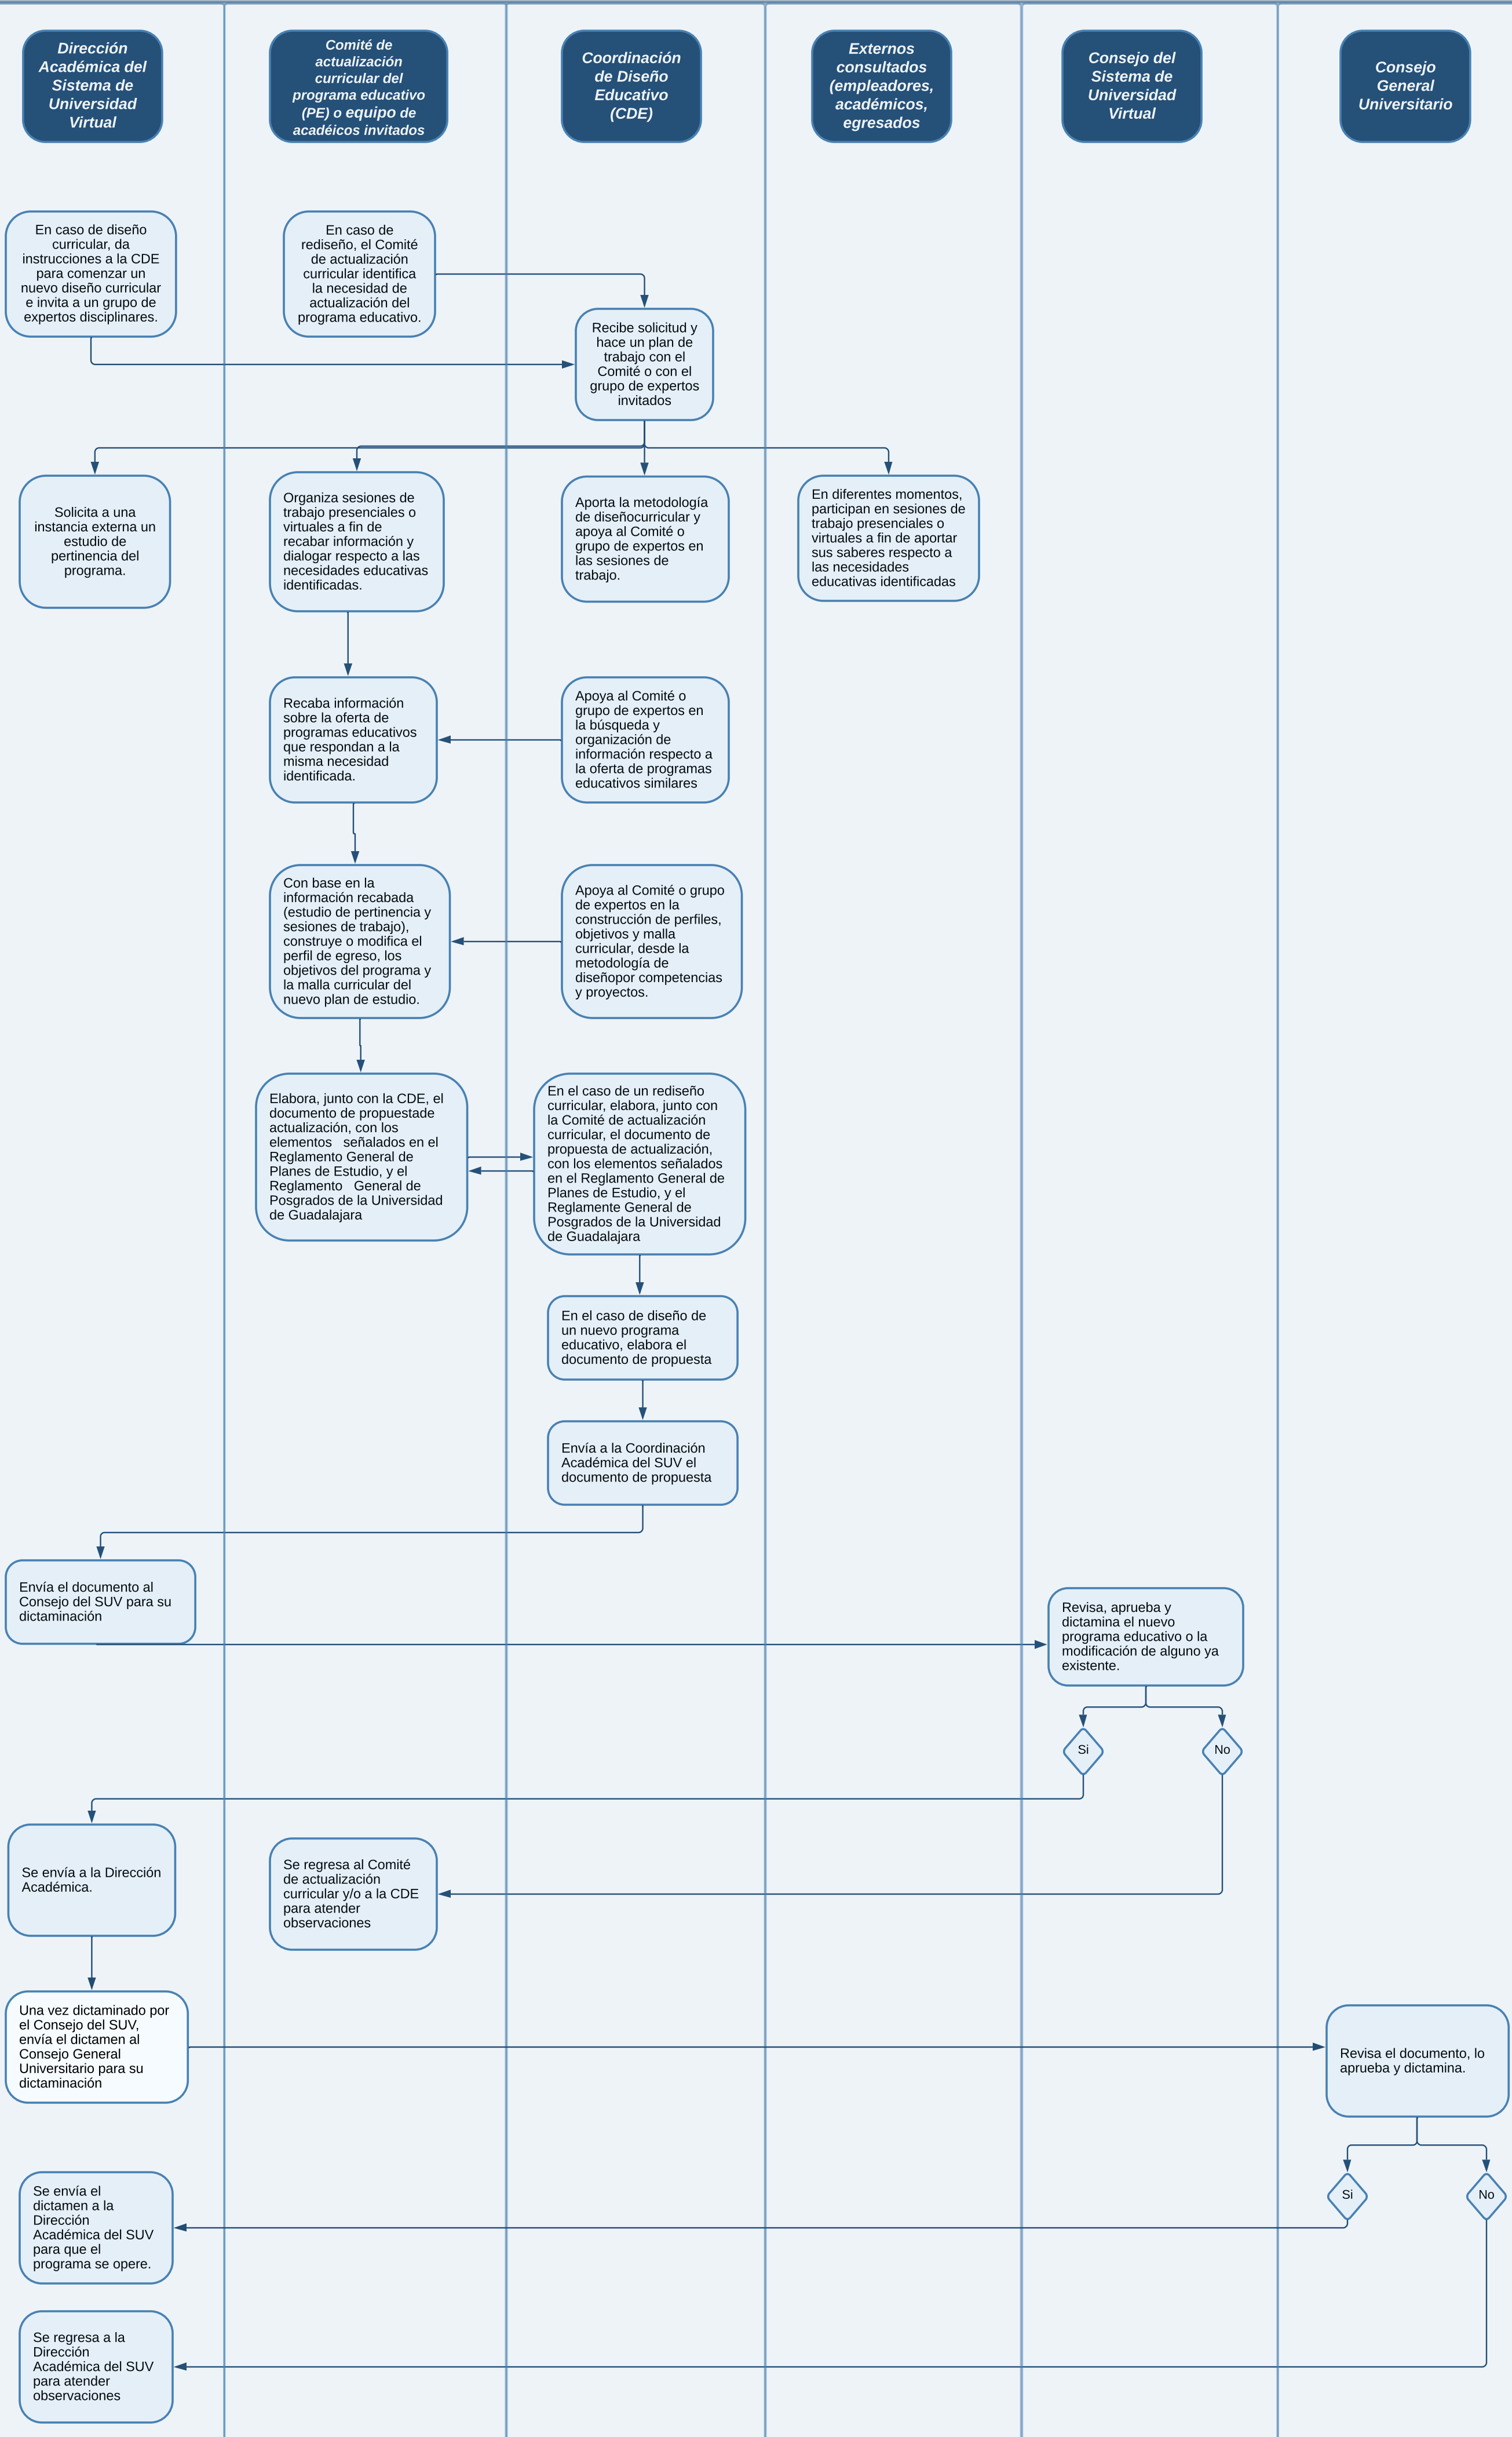 Dirección
Académica del
Sistema de
Universidad
Virtual
Comité de
actualización
curricular del
programa educativo
(PE) o equipo de
acadéicos invitados
Coordinación
de Diseño
Educativo
(CDE)
Externos
consultados
(empleadores,
académicos,
egresados
Consejo del
Sistema de
Universidad
Virtual
Consejo
General
Universitario
En caso de diseño
curricular, da
instrucciones a la CDE
para comenzar un
nuevo diseño curricular
e invita a un grupo de
expertos disciplinares.
En caso de
rediseño, el Comité
de actualización
curricular identifica
la necesidad de
actualización del
programa educativo.
Recibe solicitud y
hace un plan de
trabajo con el
Comité o con el
grupo de expertos
invitados
Solicita a una
instancia externa un
estudio de
pertinencia del
programa.
Organiza sesiones de
trabajo presenciales o
virtuales a fin de
recabar información y
dialogar respecto a las
necesidades educativas
identificadas.
Aporta la metodología
de diseñocurricular y
apoya al Comité o
grupo de expertos en
las sesiones de
trabajo.
En diferentes momentos,
participan en sesiones de
trabajo presenciales o
virtuales a fin de aportar
sus saberes respecto a
las necesidades
educativas identificadas
Recaba información
sobre la oferta de
programas educativos
que respondan a la
misma necesidad
identificada.
Apoya al Comité o
grupo de expertos en
la búsqueda y
organización de
información respecto a
la oferta de programas
educativos similares
Con base en la
información recabada
(estudio de pertinencia y
sesiones de trabajo),
construye o modifica el
perfil de egreso, los
objetivos del programa y
la malla curricular del
nuevo plan de estudio.
Apoya al Comité o grupo
de expertos en la
construcción de perfiles,
objetivos y malla
curricular, desde la
metodología de
diseñopor competencias
y proyectos.
Elabora, junto con la CDE, el
documento de propuestade
actualización, con los
elementos   señalados en el
Reglamento General de
Planes de Estudio, y el
Reglamento   General de
Posgrados de la Universidad
de Guadalajara
En el caso de un rediseño
curricular, elabora, junto con
la Comité de actualización
curricular, el documento de
propuesta de actualización,
con los elementos señalados
en el Reglamento General de
Planes de Estudio, y el
Reglamente General de
Posgrados de la Universidad
de Guadalajara
En el caso de diseño de
un nuevo programa
educativo, elabora el
documento de propuesta
Envía a la Coordinación
Académica del SUV el
documento de propuesta
Envía el documento al
Consejo del SUV para su
dictaminación
Revisa, aprueba y
dictamina el nuevo
programa educativo o la
modificación de alguno ya
existente.
Si
No
Se envía a la Dirección
Académica.
Se regresa al Comité
de actualización
curricular y/o a la CDE
para atender
observaciones
Una vez dictaminado por
el Consejo del SUV,
envía el dictamen al
Consejo General
Universitario para su
dictaminación
Revisa el documento, lo
aprueba y dictamina.
Si
No
Se envía el
dictamen a la
Dirección
Académica del SUV
para que el
programa se opere.
Se regresa a la
Dirección
Académica del SUV
para atender
observaciones